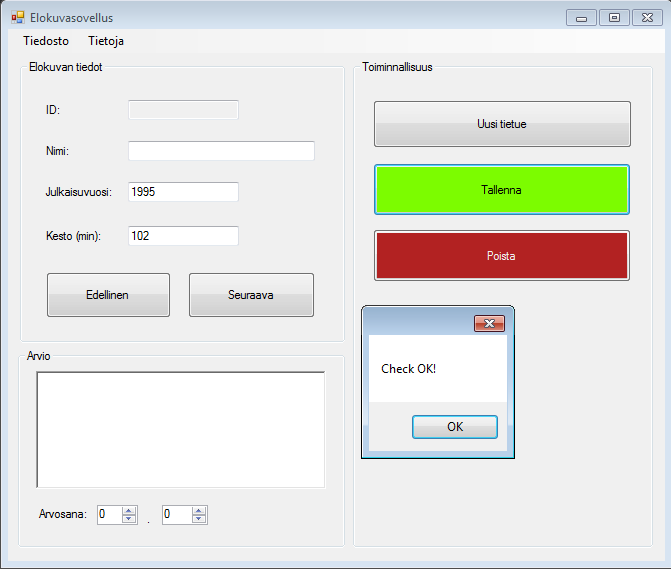 Elokuvasovellus
Tiedosto Tietoja
Elokuvan tiedot
ID:
Nimi:
Julkaisuvuosi: 1995
Kesto (min): 102
Edellinen Seuraava
Arvio
Arvosana: 0 . 0
Toiminnallisuus
Uusi tietue
Tallenna
Poista
Check OK!
OK